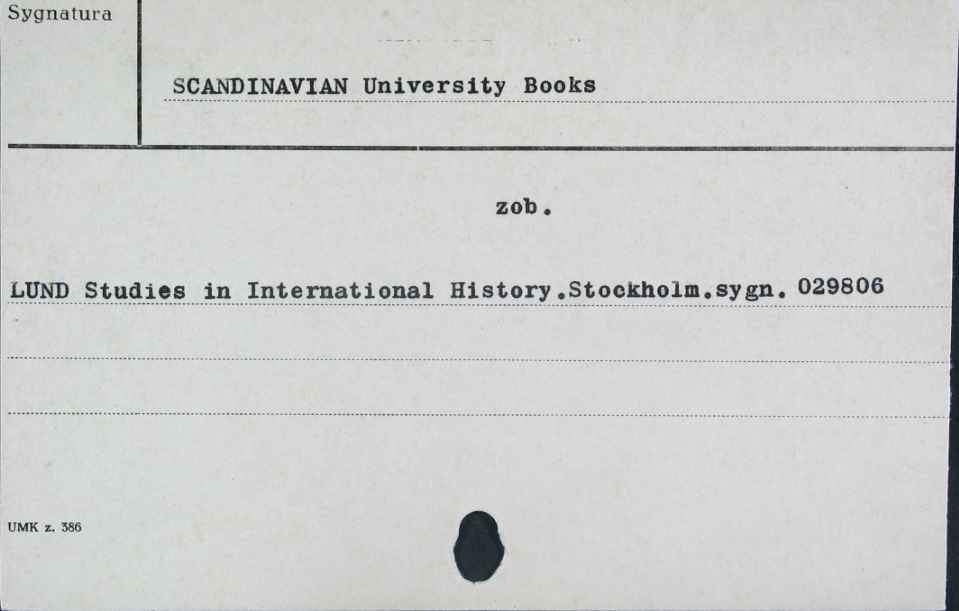 Sygnatura
SCANDINAVIAN University Books
zob.
LUND Studies in International History.Stockholm.sygn. 029806
UMK z. 386